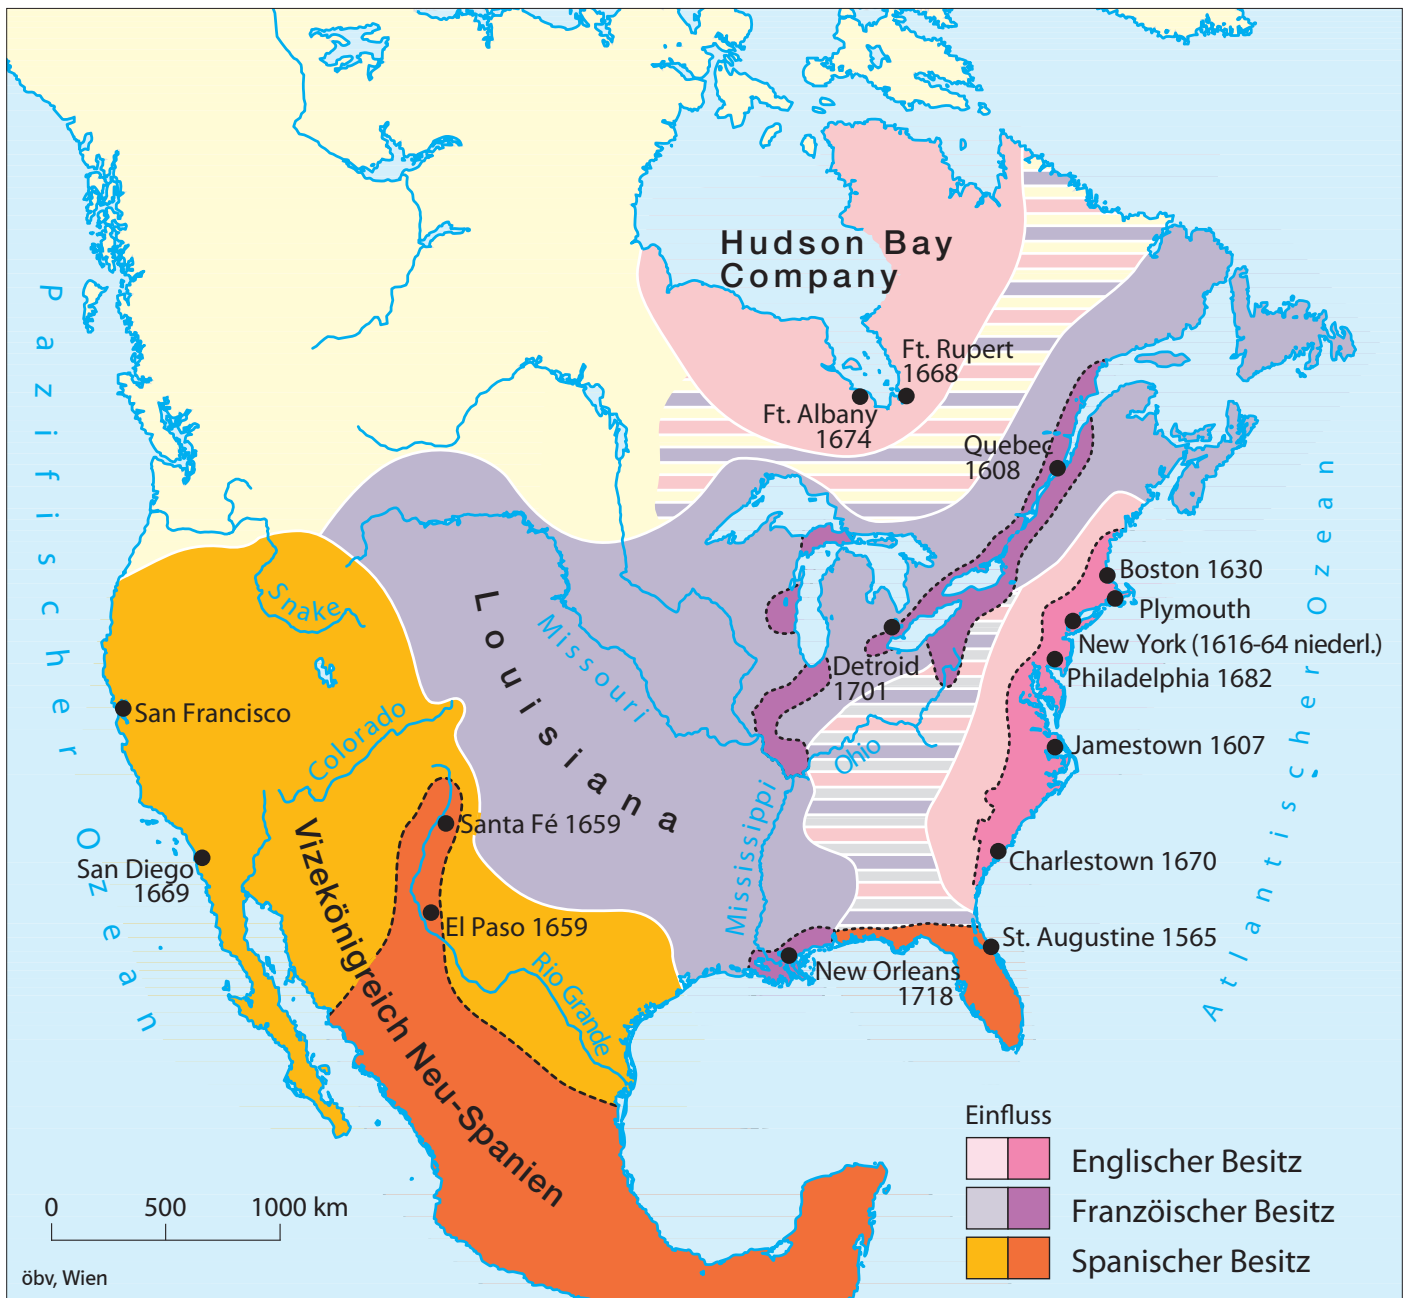 Hudson Bay
Company
Ft. Rupert
1668
Ft. Albany
1674
Quebec
1608
Pazifischer Ozean
Atlantischer Ozean
Boston 1630
Plymouth
New York (1616-64 niederl.)
Philadelphia 1682
Detroid
1701
Jamestown 1607
Snake
Missouri
Louisiana
San Francisco
Colorado
Ohio
Mississippi
Santa Fé 1659
Charlestown 1670
San Diego
1669
El Paso 1659
St. Augustine 1565
New Orleans
1718
Rio Grande
Vizekönigreich Neu-Spanien
Einfluss
Englischer Besitz
Französischer Besitz
Spanischer Besitz
0 500 1000 km
öbv, Wien